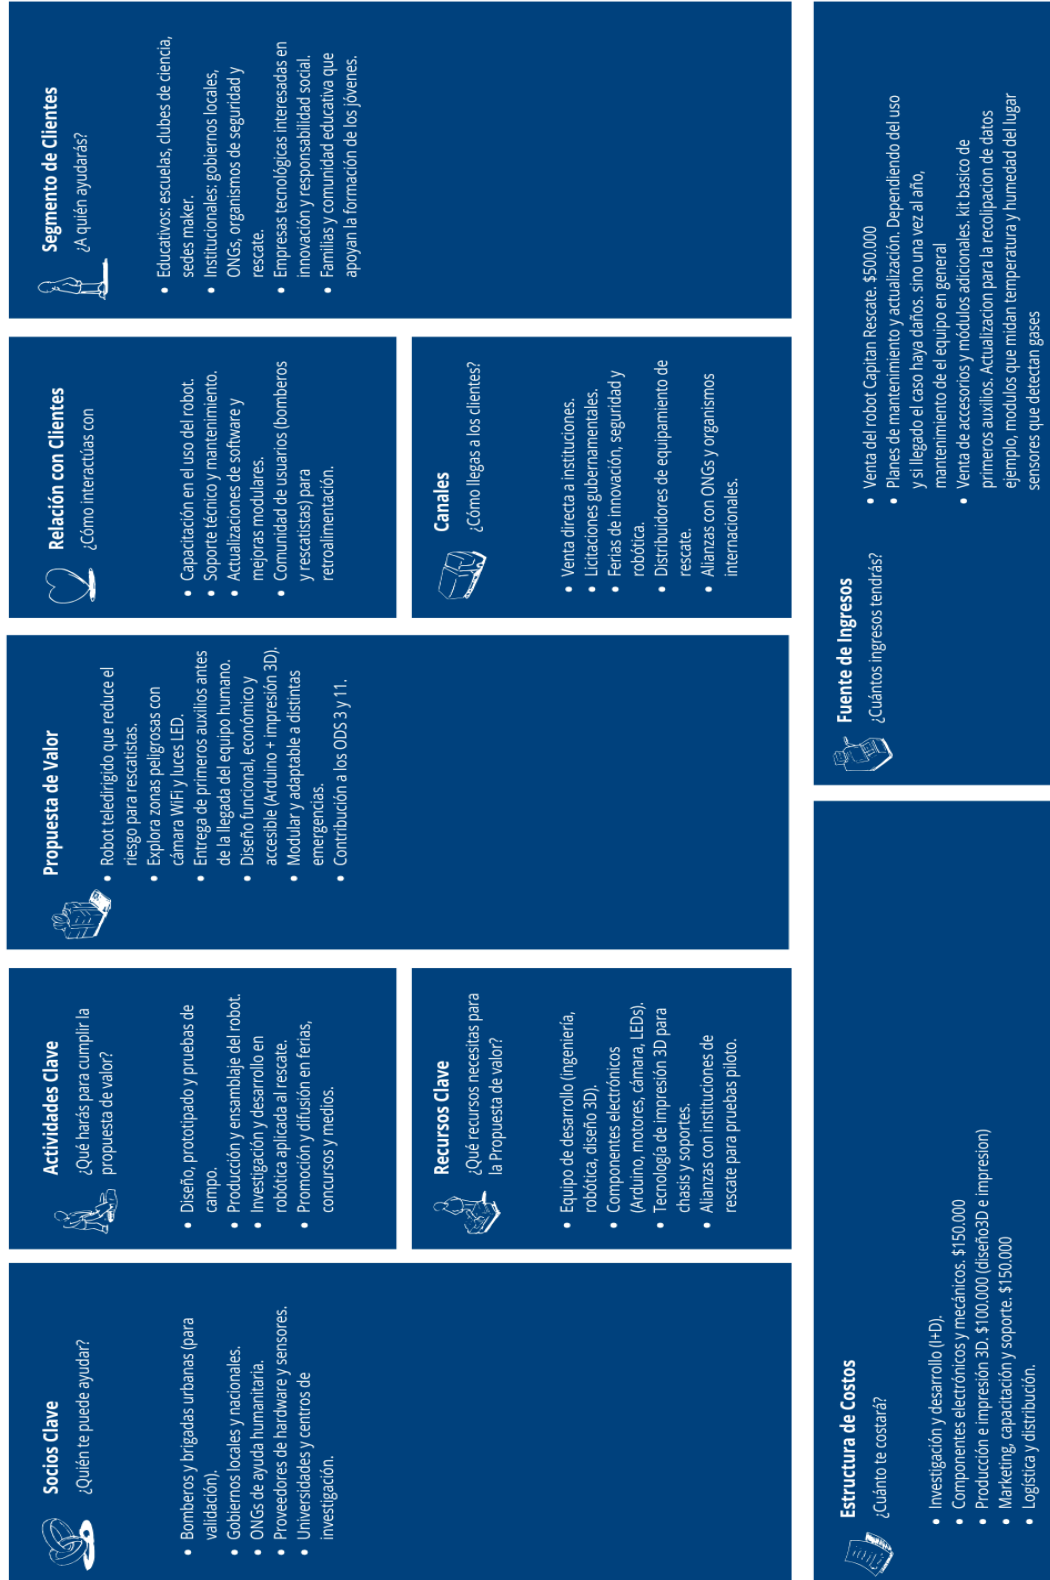 Socios Clave
¿Quién te puede ayudar?
• Bomberos y brigadas urbanas (para
validación).
• Gobiernos locales y nacionales.
• ONGs de ayuda humanitaria.
• Proveedores de hardware y sensores.
• Universidades y centros de
investigación.
Actividades Clave
¿Qué harás para cumplir la
propuesta de valor?
• Diseño, prototipado y pruebas de
campo.
• Producción y ensamblaje del robot.
• Investigación y desarrollo en
robótica aplicada al rescate.
• Promoción y difusión en ferias,
concursos y medios.
Recursos Clave
¿Qué recursos necesitas para
la Propuesta de valor?
• Equipo de desarrollo (ingeniería,
robótica, diseño 3D).
• Componentes electrónicos
(Arduino, motores, cámara, LEDs).
• Tecnología de impresión 3D para
chasis y soportes.
• Alianzas con instituciones de
rescate para pruebas piloto.
Propuesta de Valor
• Robot teledirigido que reduce el
riesgo para rescatistas.
• Explora zonas peligrosas con
cámara WiFi y luces LED.
• Entrega de primeros auxilios antes
de la llegada del equipo humano.
• Diseño funcional, económico y
accesible (Arduino + impresión 3D).
• Modular y adaptable a distintas
emergencias.
• Contribución a los ODS 3 y 11.
Relación con Clientes
¿Cómo interactúas con
• Capacitación en el uso del robot.
• Soporte técnico y mantenimiento.
• Actualizaciones de software y
mejoras modulares.
• Comunidad de usuarios (bomberos
y rescatistas) para
retroalimentación.
Canales
¿Cómo llegas a los clientes?
• Venta directa a instituciones.
• Licitaciones gubernamentales.
• Ferias de innovación, seguridad y
robótica.
• Distribuidores de equipamiento de
rescate.
• Alianzas con ONGs y organismos
internacionales.
Segmento de Clientes
¿A quién ayudarás?
• Educativos: escuelas, clubes de ciencia,
sedes maker.
• Institucionales: gobiernos locales,
ONGs, organismos de seguridad y
rescate.
• Empresas tecnológicas interesadas en
innovación y responsabilidad social.
• Familias y comunidad educativa que
apoyan la formación de los jóvenes.
Estructura de Costos
¿Cuánto te costará?
• Investigación y desarrollo (I+D).
• Componentes electrónicos y mecánicos. $150.000
• Producción e impresión 3D. $100.000 (diseño3D e impresion)
• Marketing, capacitación y soporte. $150.000
• Logística y distribución.
Fuente de Ingresos
¿Cuántos ingresos tendrás?
• Venta del robot Capitan Rescate. $500.000
• Planes de mantenimiento y actualización. Dependiendo del uso
y si llegado el caso haya daños. sino una vez al año,
mantenimiento de el equipo en general
• Venta de accesorios y módulos adicionales. kit basico de
primeros auxilios. Actualizacion para la recolipacion de datos
ejemplo, modulos que midan temperatura y humedad del lugar
sensores que detectan gases